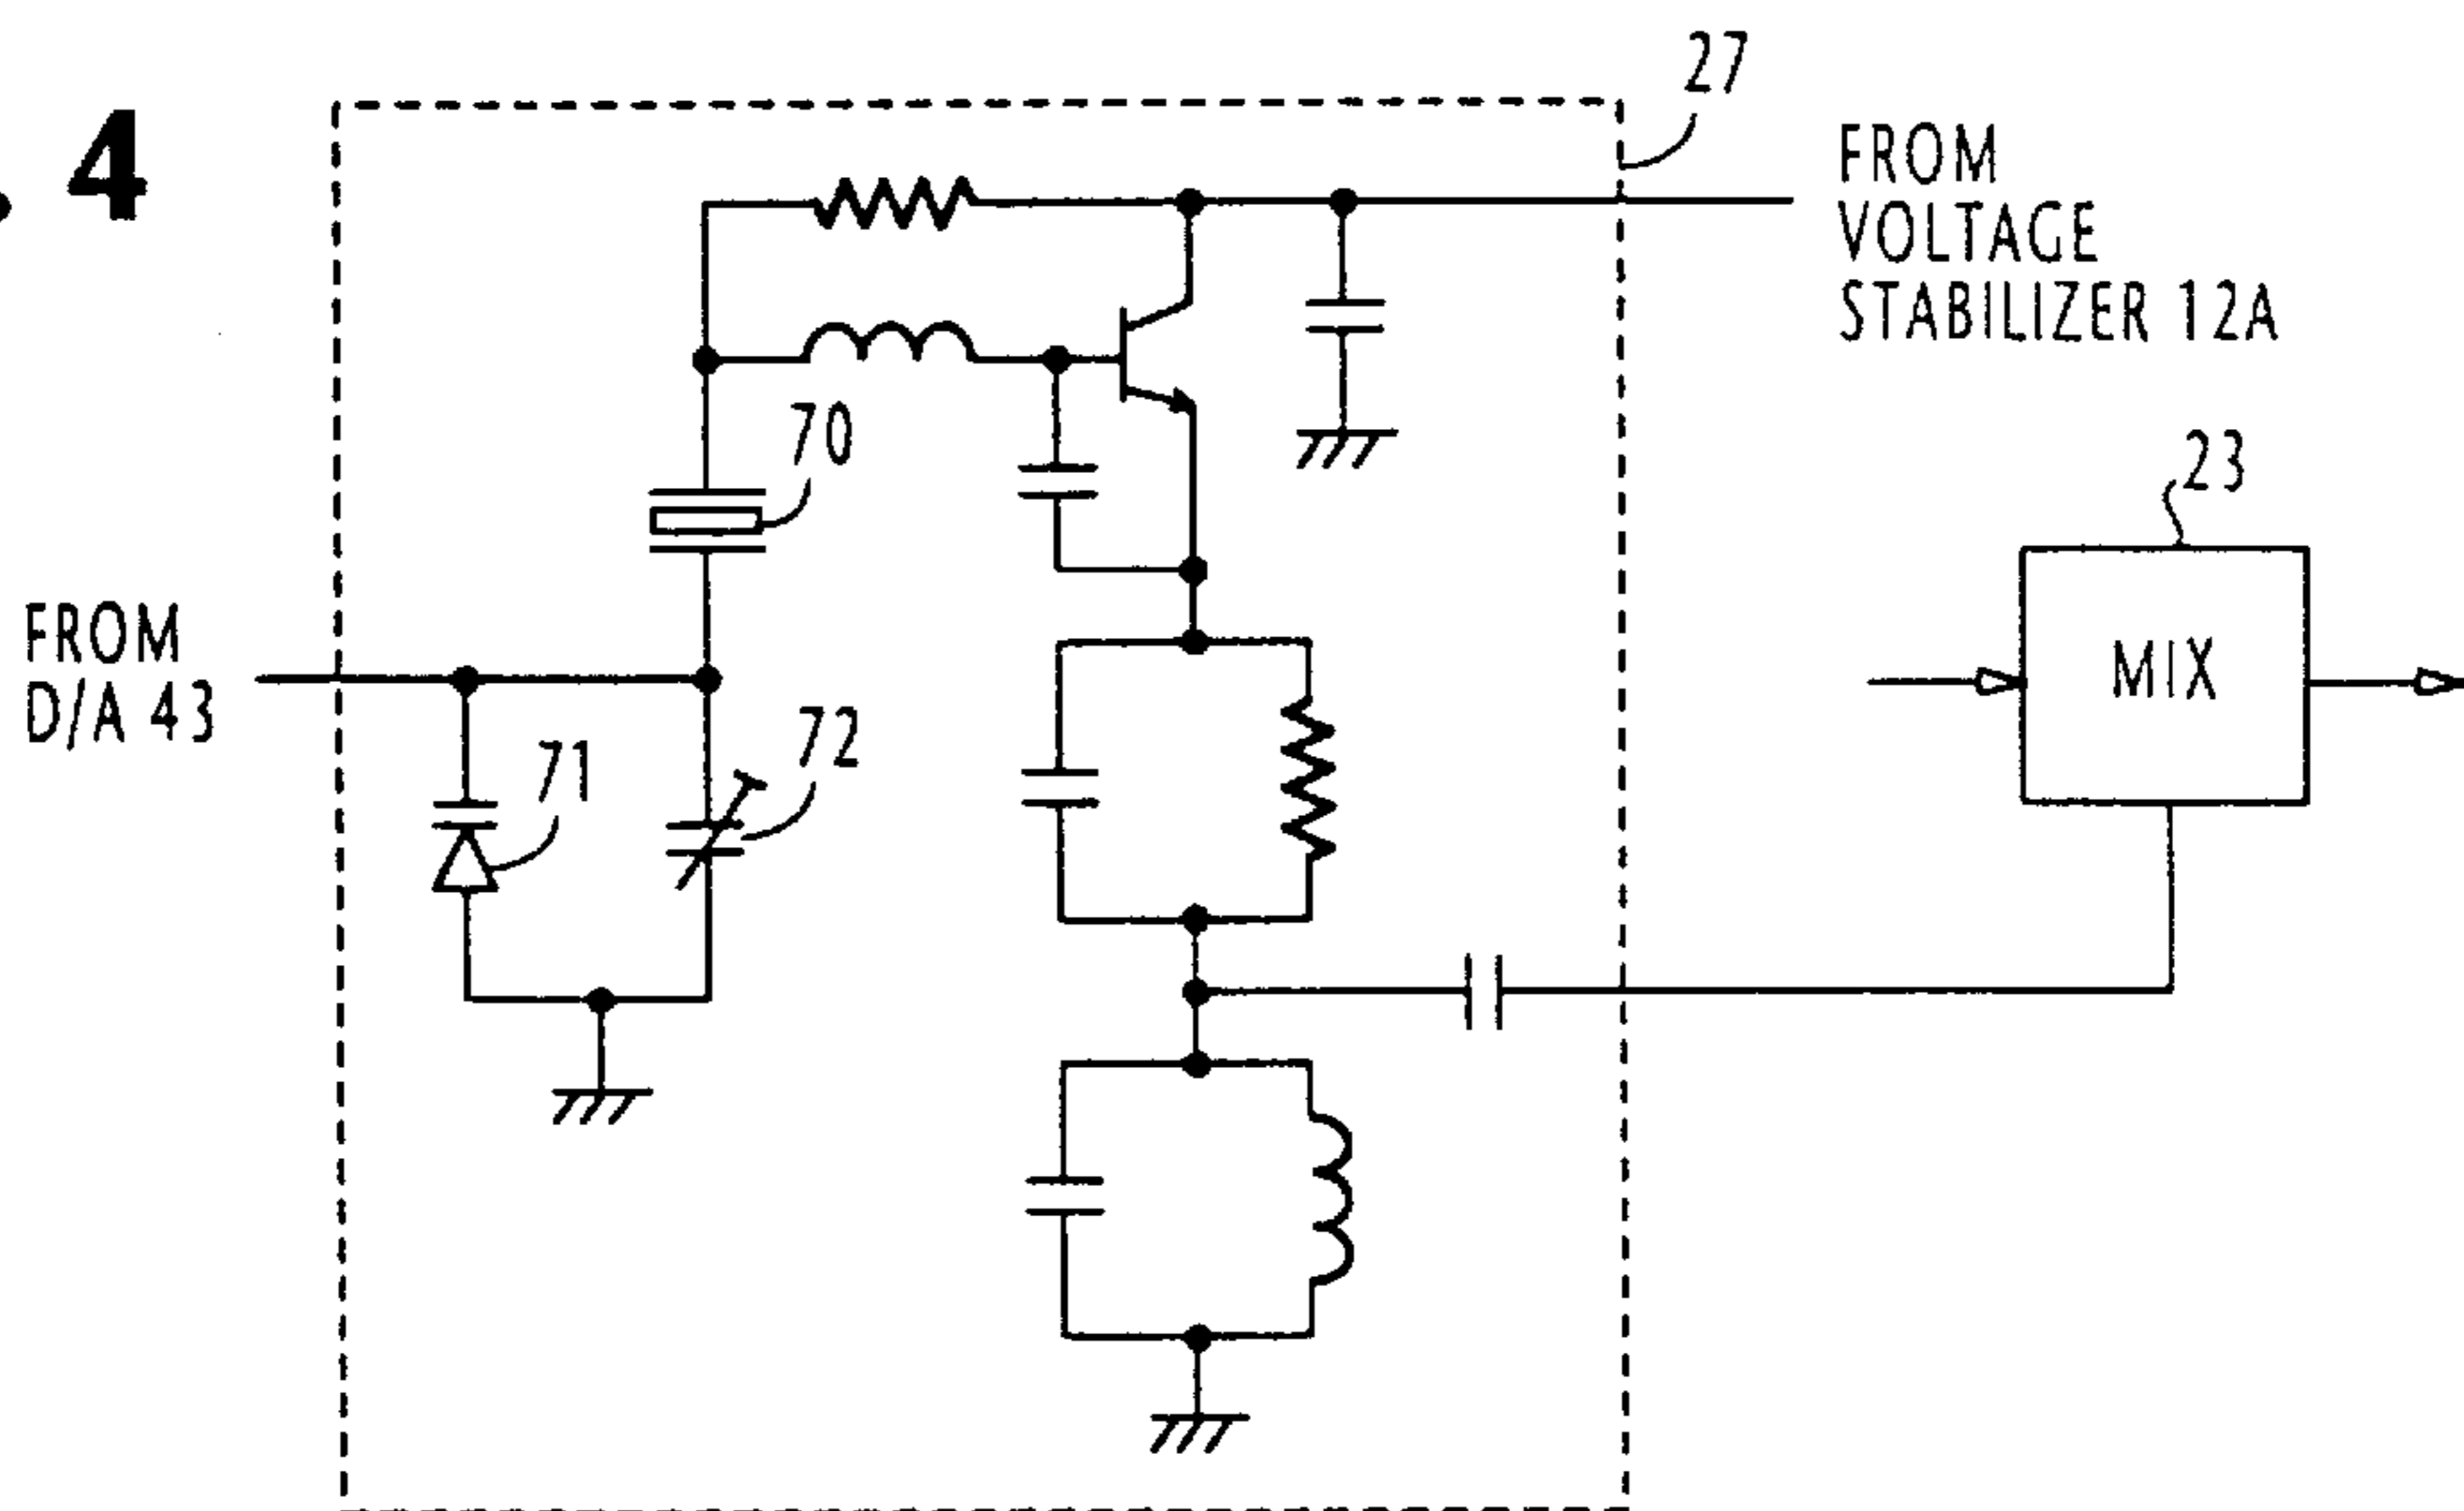 4
27
FROM
VOLTAGE
STABILIZER 12A
70
23
FROM
D/A 43
MIX
71
72